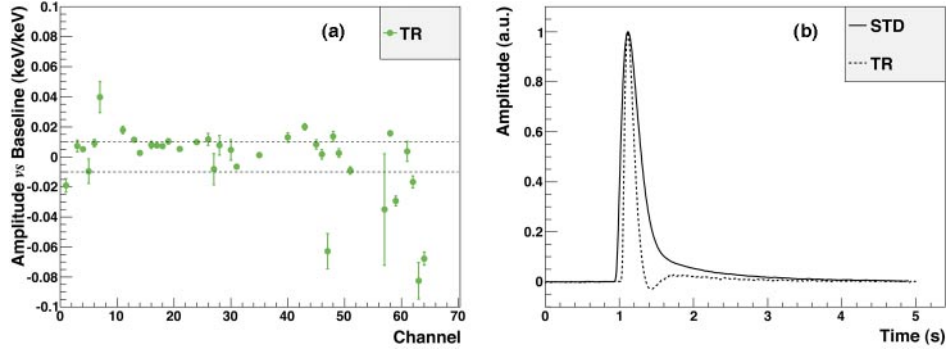 (a)
TR
Amplitude vs Baseline (keV/keV)
0.1
0.08
0.06
0.04
0.02
0
-0.02
-0.04
-0.06
-0.08
-0.1
0 10 20 30 40 50 60 70
Channel
(b)
STD
TR
Amplitude (a.u.)
1
0.8
0.6
0.4
0.2
0
0 1 2 3 4 5
Time (s)